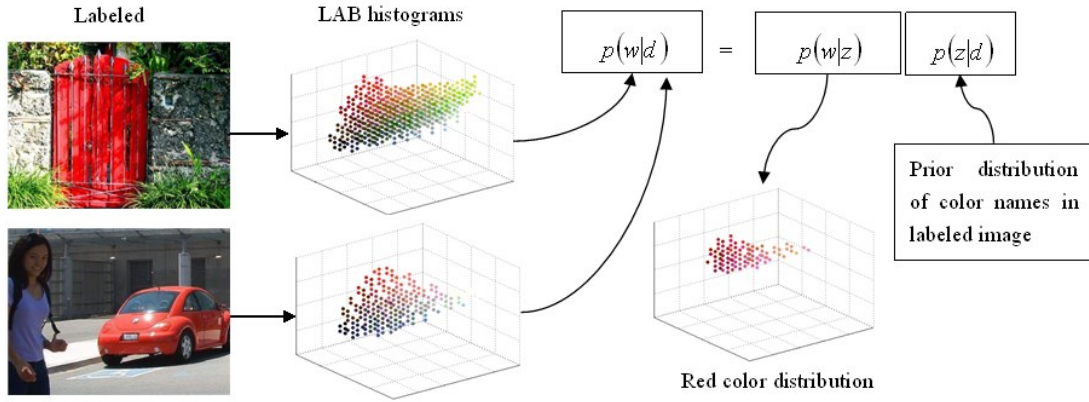 Labeled
LAB histograms
p(w|d) = p(w|z) p(z|d)
Prior distribution
of color names in
labeled image
Red color distribution